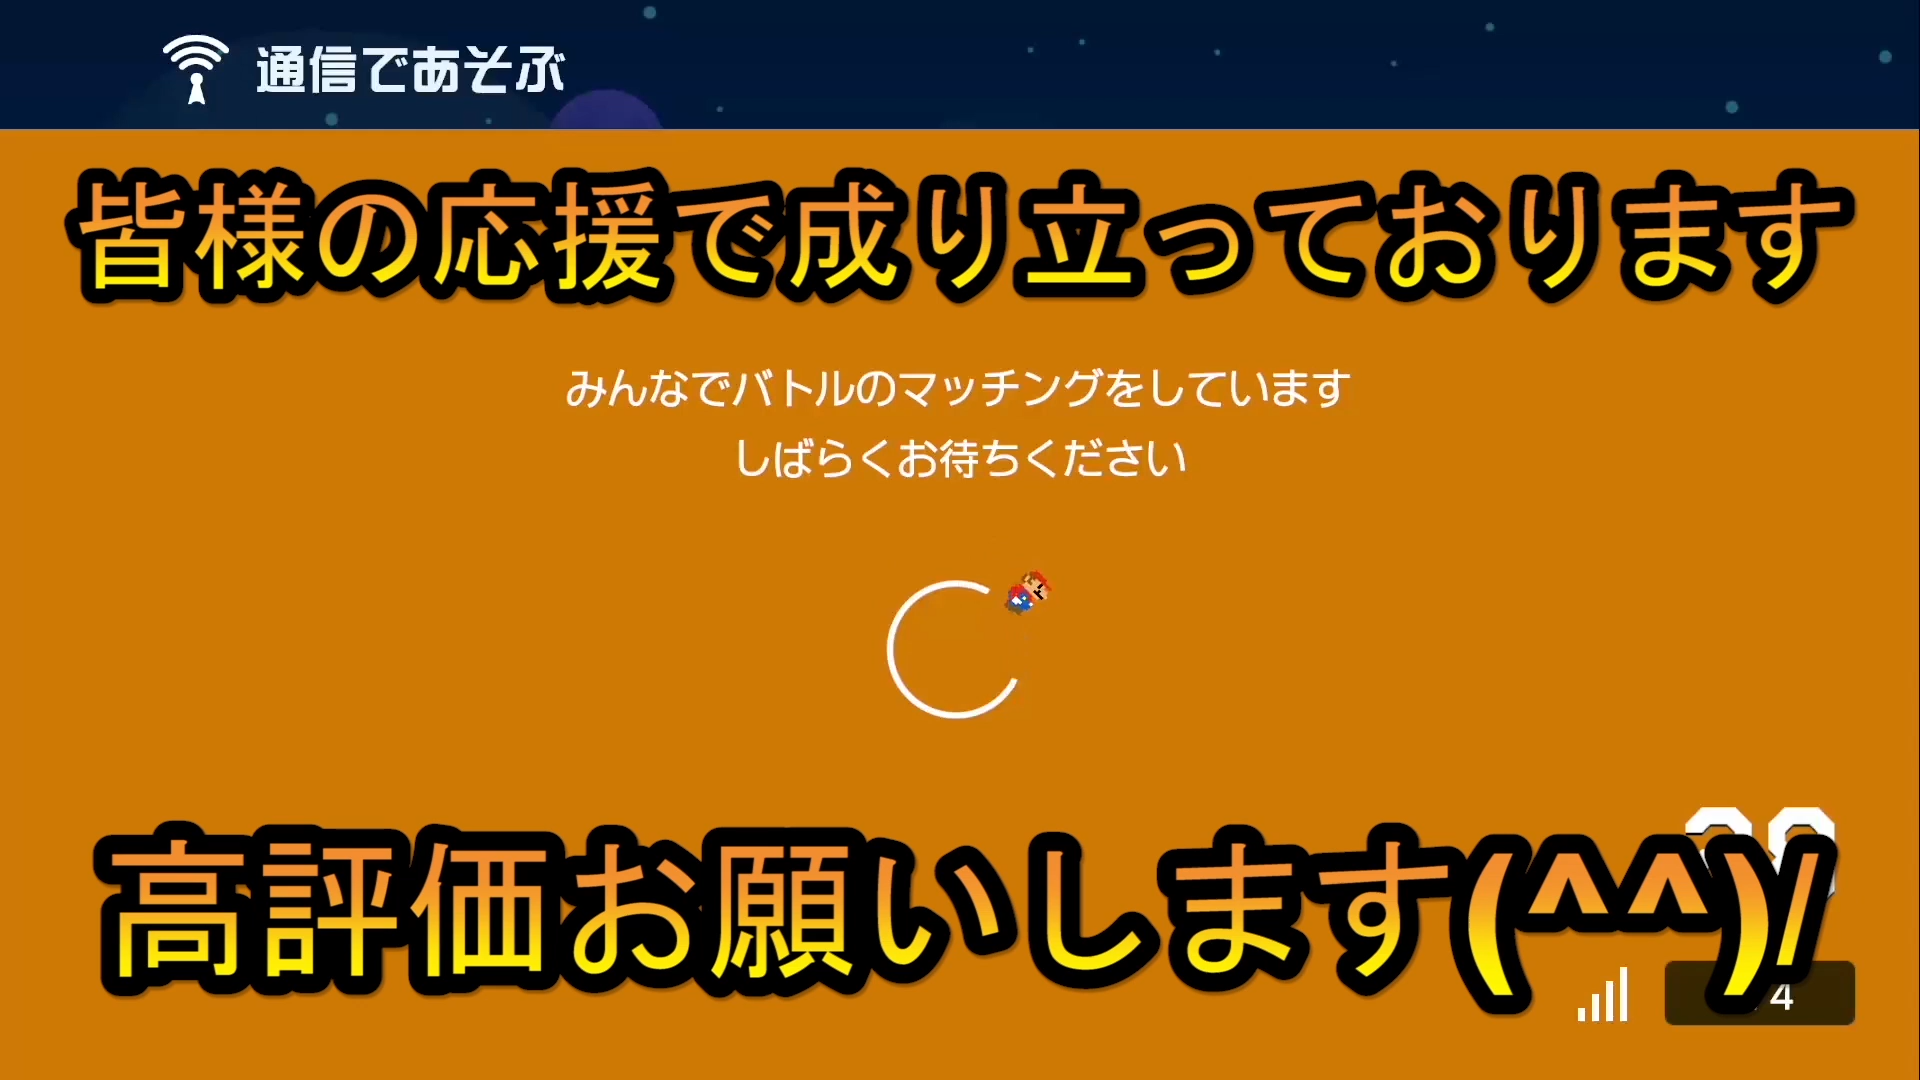 通信であそぶ
皆様の応援で成り立っております
みんなでバトルのマッチングをしています
しばらくお待ちください
高評価お願いします(^^)/
4